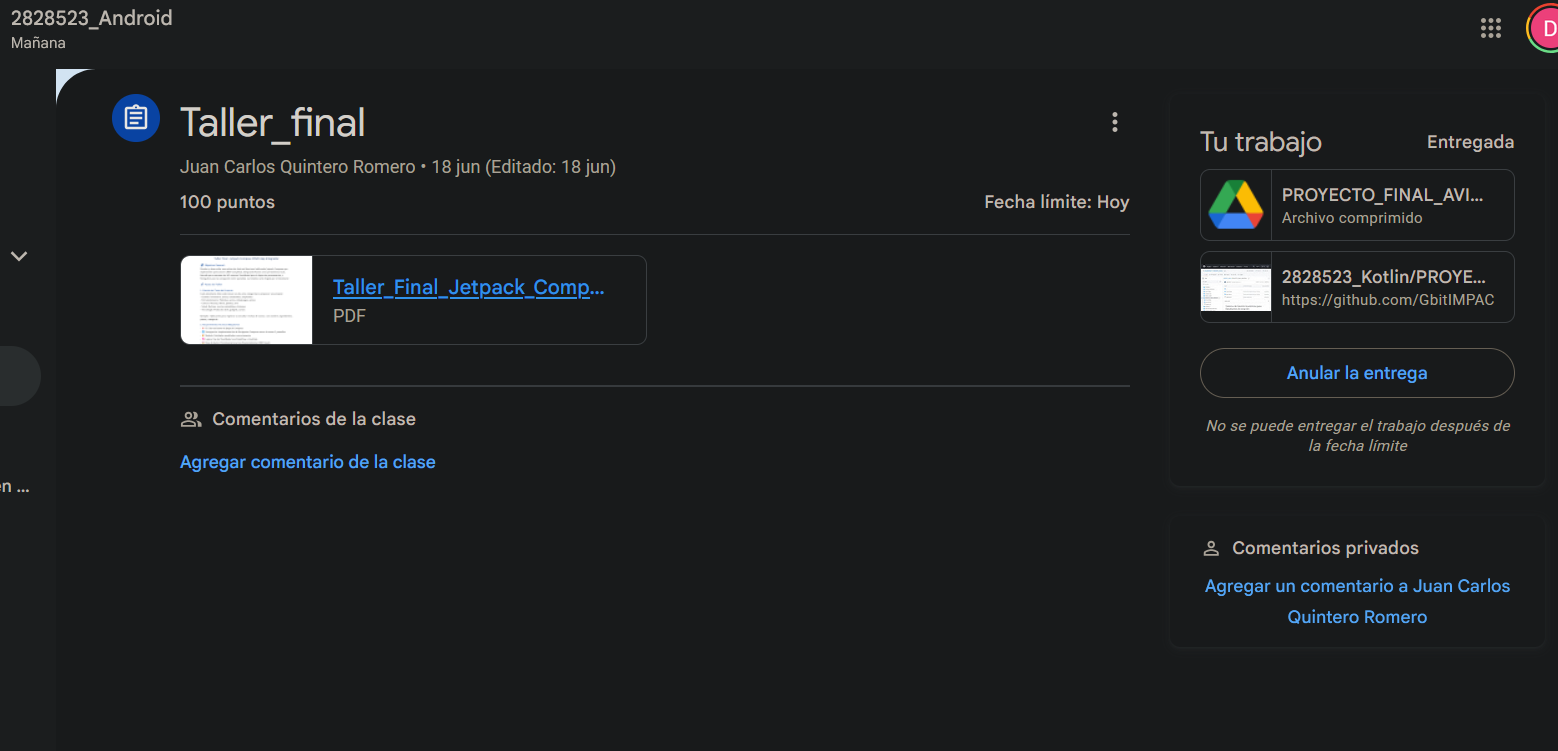 2828523_Android
Mañana
D
Taller_final
Juan Carlos Quintero Romero • 18 jun (Editado: 18 jun)
100 puntos
Fecha límite: Hoy
Taller_Final_Jetpack_Comp...
PDF
Comentarios de la clase
Agregar comentario de la clase
en ...
Tu trabajo
Entregada
PROYECTO_FINAL_AVI...
Archivo comprimido
2828523_Kotlin/PROYE...
https://github.com/GbitIMPAC
Anular la entrega
No se puede entregar el trabajo después de
la fecha límite
Comentarios privados
Agregar un comentario a Juan Carlos
Quintero Romero